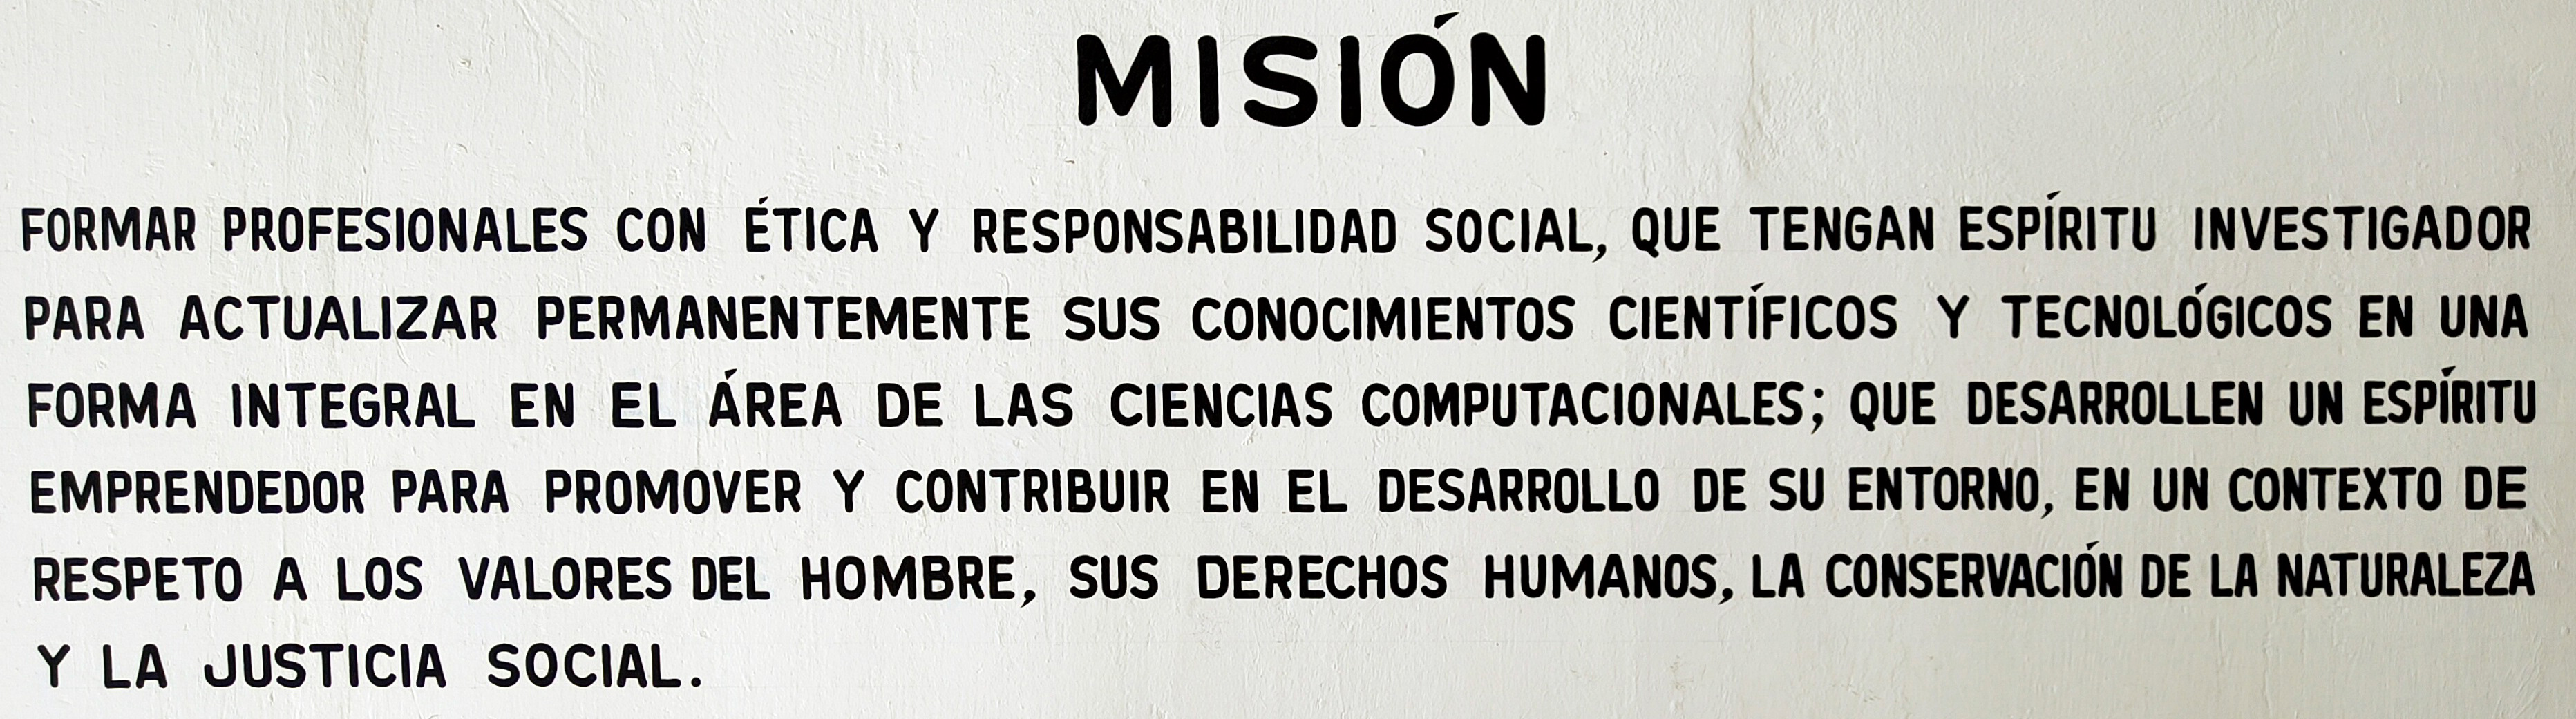 MISIÓN
FORMAR PROFESIONALES CON ÉTICA Y RESPONSABILIDAD SOCIAL, QUE TENGAN ESPÍRITU INVESTIGADOR
PARA ACTUALIZAR PERMANENTEMENTE SUS CONOCIMIENTOS CIENTÍFICOS Y TECNOLÓGICOS EN UNA
FORMA INTEGRAL EN EL ÁREA DE LAS CIENCIAS COMPUTACIONALES; QUE DESARROLLEN UN ESPÍRITU
EMPRENDEDOR PARA PROMOVER Y CONTRIBUIR EN EL DESARROLLO DE SU ENTORNO, EN UN CONTEXTO DE
RESPETO A LOS VALORES DEL HOMBRE, SUS DERECHOS HUMANOS, LA CONSERVACIÓN DE LA NATURALEZA
Y LA JUSTICIA SOCIAL.